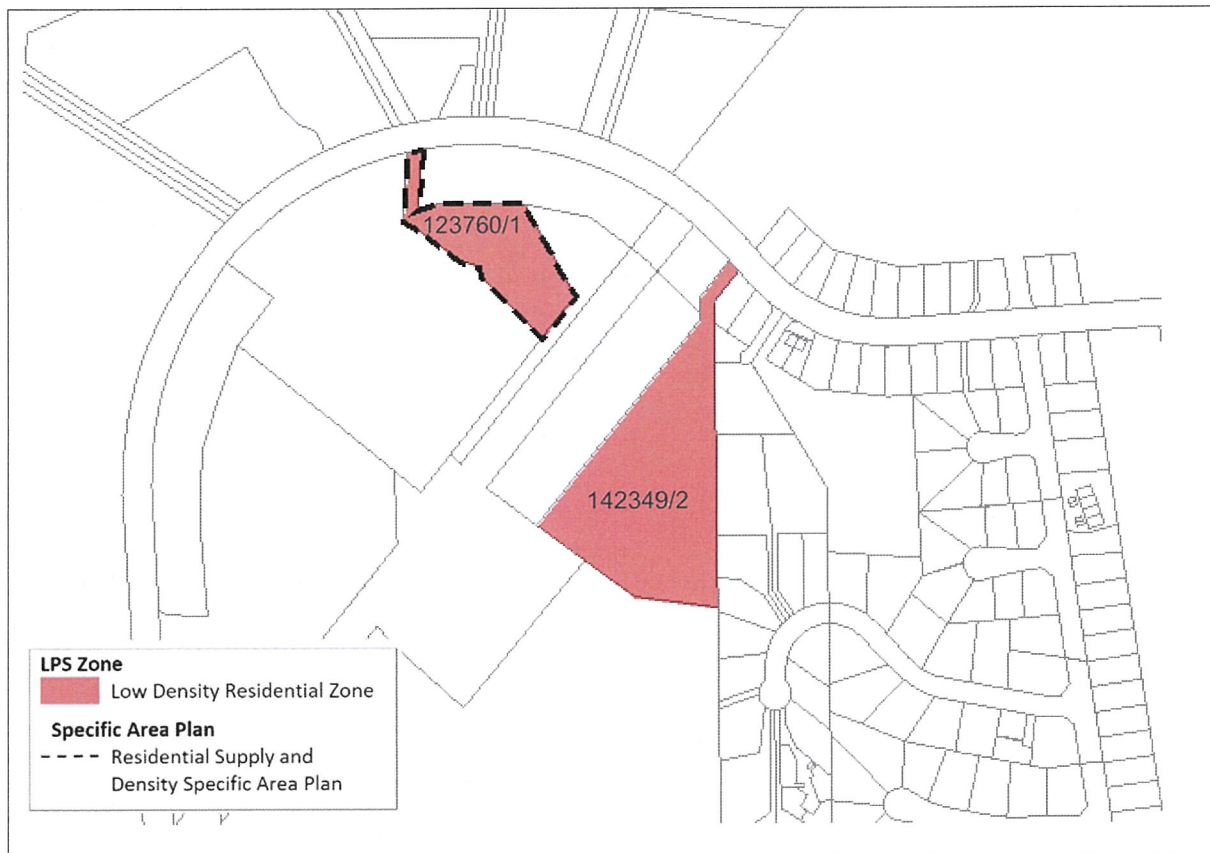 123760/1
142349/2
LPS Zone
Low Density Residential Zone
Specific Area Plan
Residential Supply and
Density Specific Area Plan